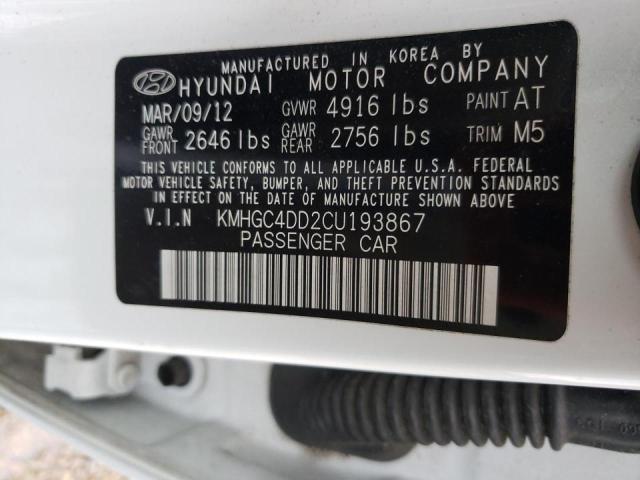 MANUFACTURED IN KOREA BY
HYUNDAI MOTOR COMPANY
MAR/09/12 GVWR 4916 lbs PAINT AT
GAWR FRONT 2646 lbs GAWR REAR 2756 lbs TRIM M5
THIS VEHICLE CONFORMS TO ALL APPLICABLE U.S.A. FEDERAL
MOTOR VEHICLE SAFETY, BUMPER, AND THEFT PREVENTION STANDARDS
IN EFFECT ON THE DATE OF MANUFACTURE SHOWN ABOVE
V.I.N KMHGC4DD2CU193867
PASSENGER CAR